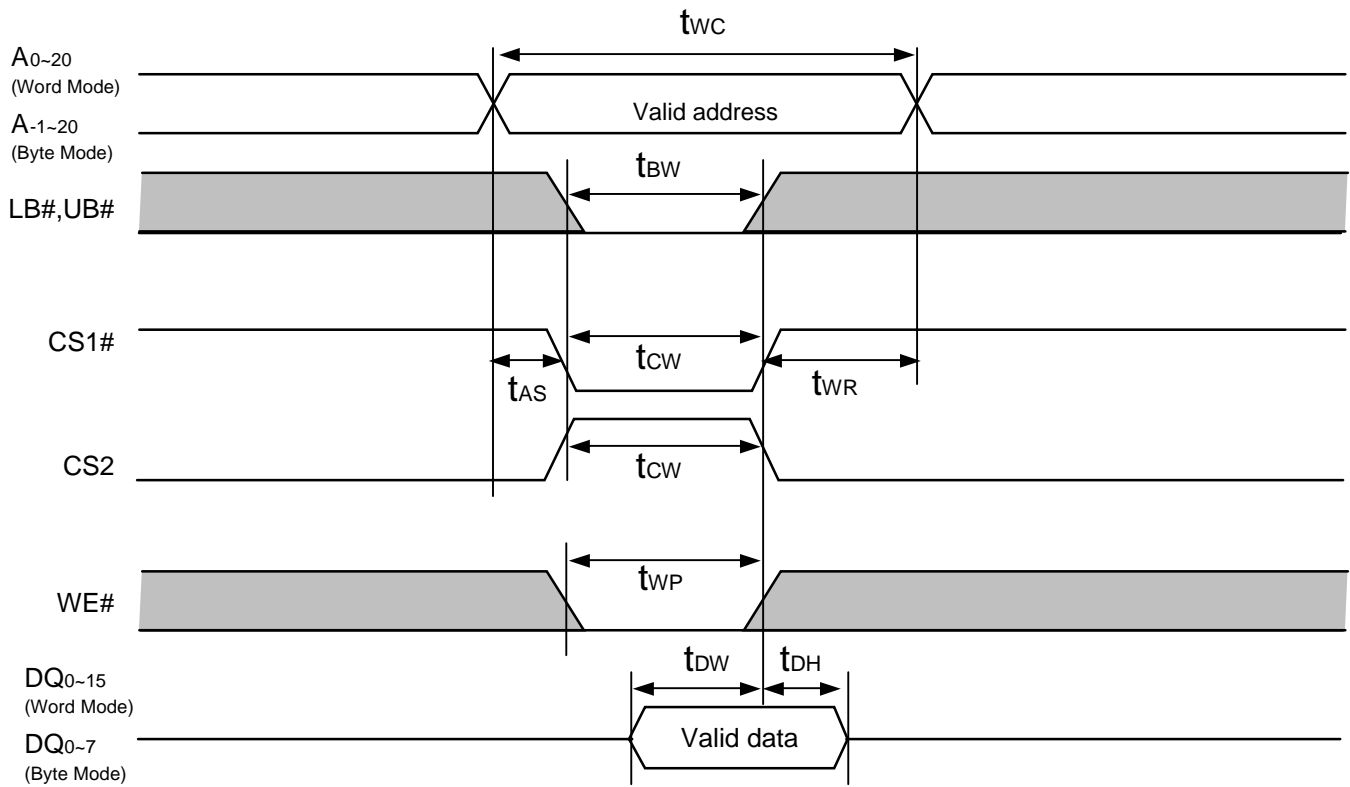 tWC
A0~20
(Word Mode)
Valid address
A-1~20
(Byte Mode)
tBW
LB#,UB#
CS1#
tCW
tAS
tWR
CS2
tCW
tWP
WE#
tDW
tDH
DQ0~15
(Word Mode)
Valid data
DQ0~7
(Byte Mode)